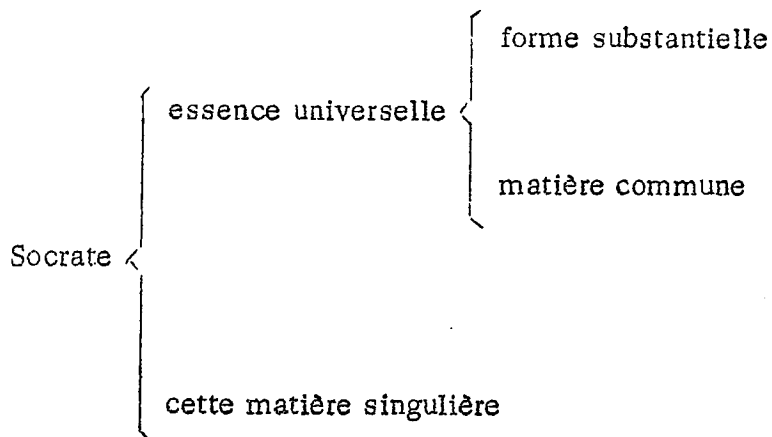 forme substantielle
essence universelle
matière commune
Socrate
cette matière singulière